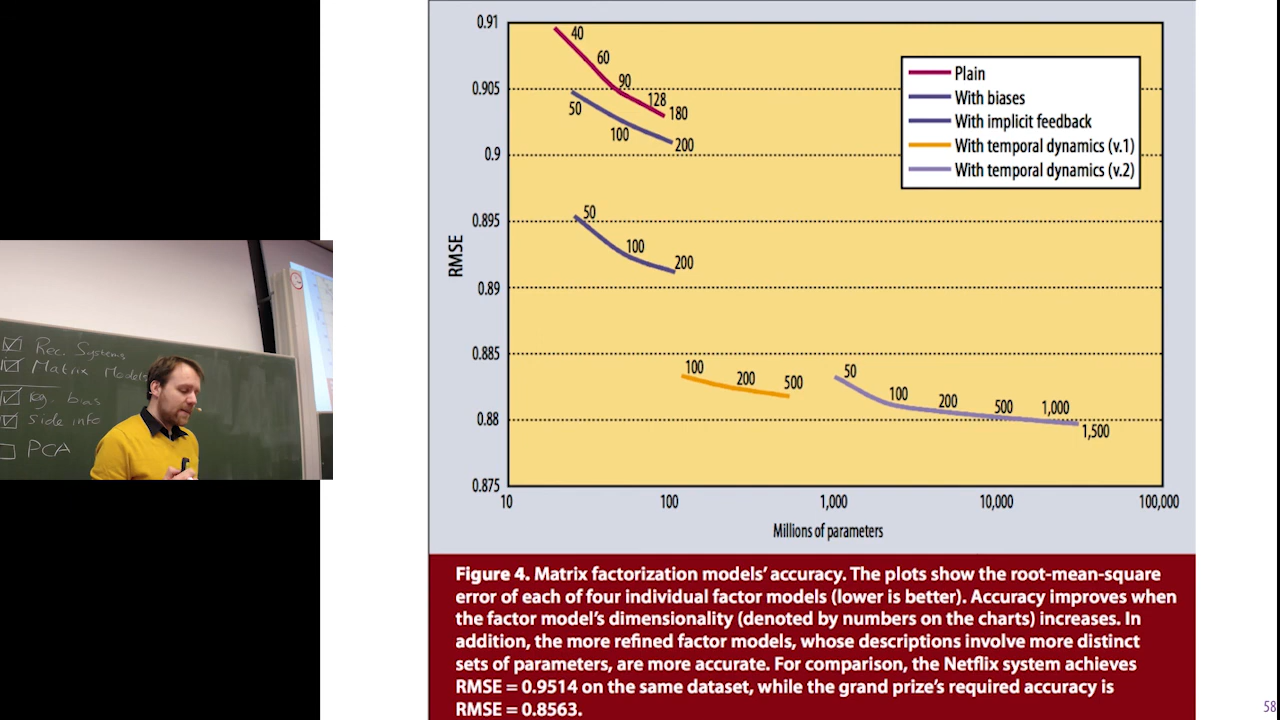 0.91
0.905
0.9
0.895
0.89
0.885
0.88
0.875
RMSE
10
100
1,000
10,000
100,000
Millions of parameters
40
60
90
128
180
50
100
200
50
100
200
100
200
500
50
100
200
500
1,000
1,500
Plain
With biases
With implicit feedback
With temporal dynamics (v.1)
With temporal dynamics (v.2)
Figure 4. Matrix factorization models’ accuracy. The plots show the root-mean-square
error of each of four individual factor models (lower is better). Accuracy improves when
the factor model’s dimensionality (denoted by numbers on the charts) increases. In
addition, the more refined factor models, whose descriptions involve more distinct
sets of parameters, are more accurate. For comparison, the Netflix system achieves
RMSE = 0.9514 on the same dataset, while the grand prize’s required accuracy is
RMSE = 0.8563.
58
Rec. Systems
Matrix Models
bias
side info
PCA